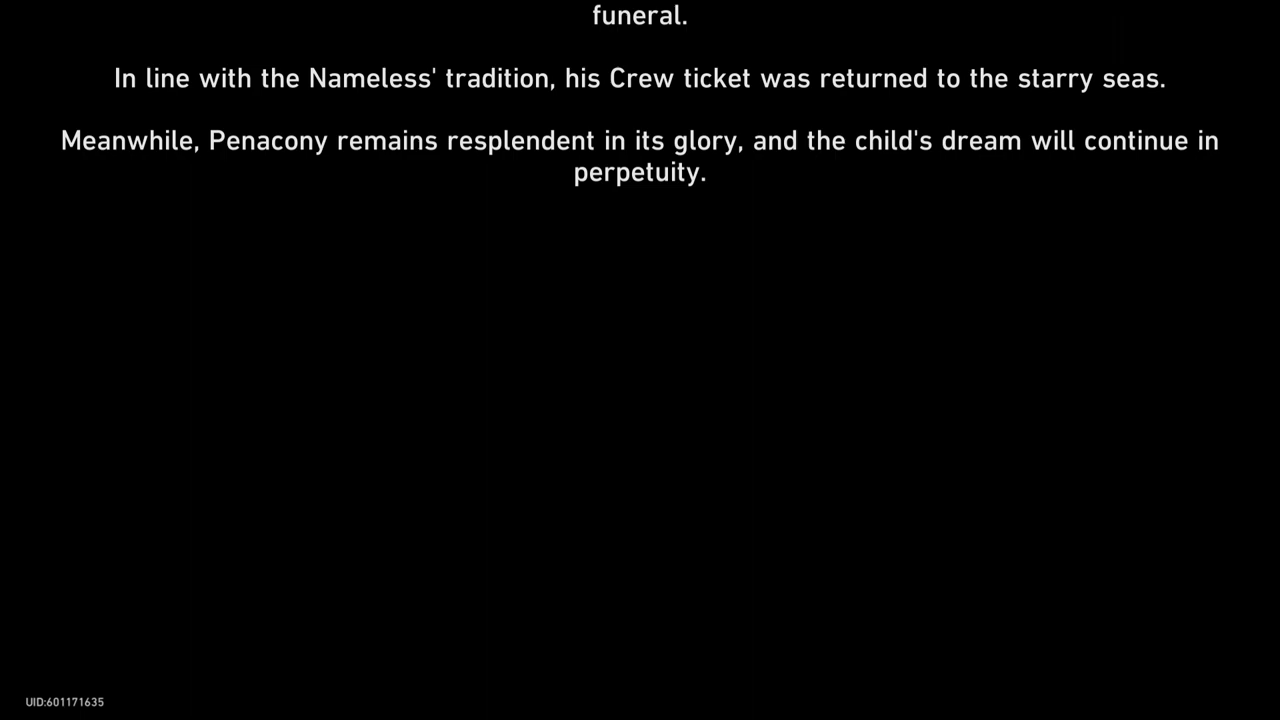 funeral.
In line with the Nameless' tradition, his Crew ticket was returned to the starry seas.
Meanwhile, Penacony remains resplendent in its glory, and the child's dream will continue in
perpetuity.
UID:601171635